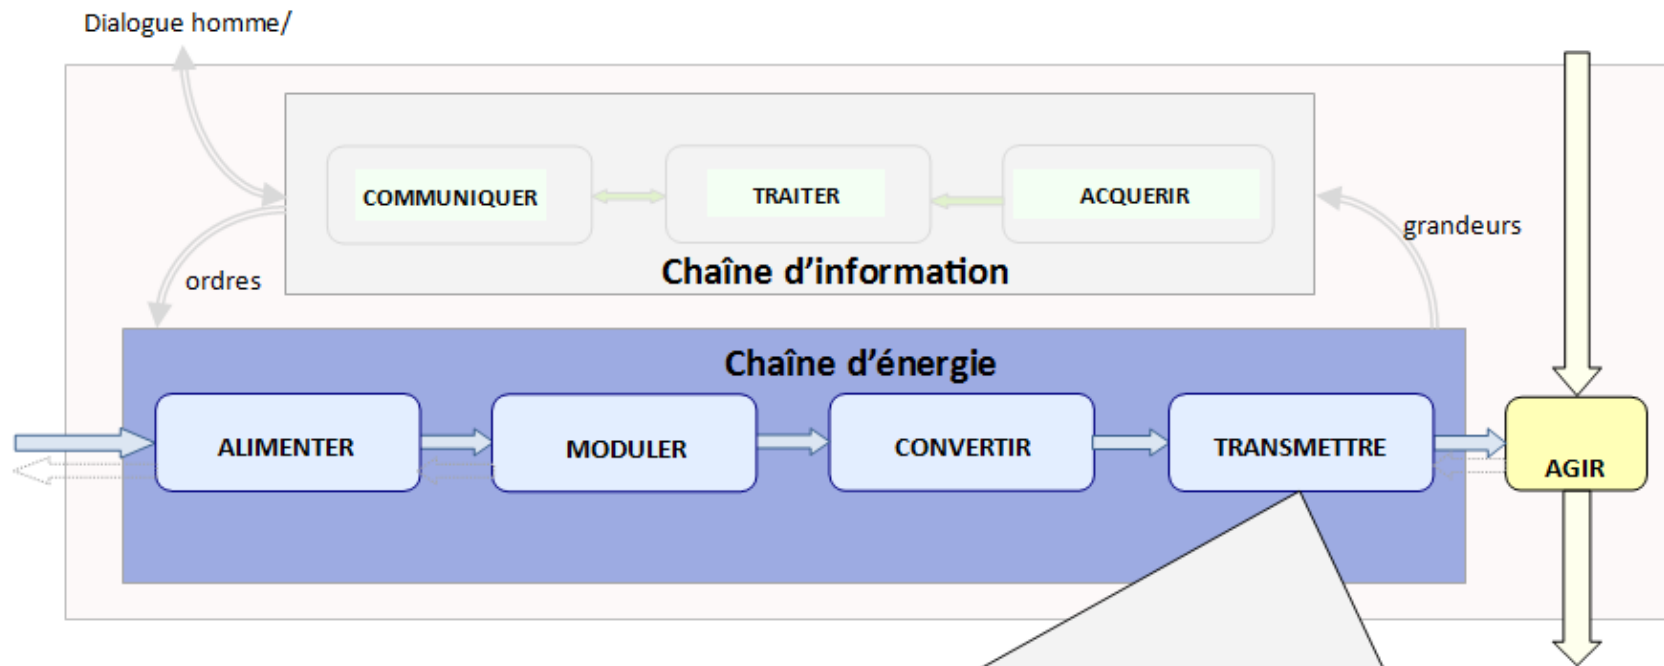 Dialogue homme/
COMMUNIQUER
TRAITER
ACQUERIR
grandeurs
Chaîne d’information
ordres
Chaîne d’énergie
ALIMENTER
MODULER
CONVERTIR
TRANSMETTRE
AGIR